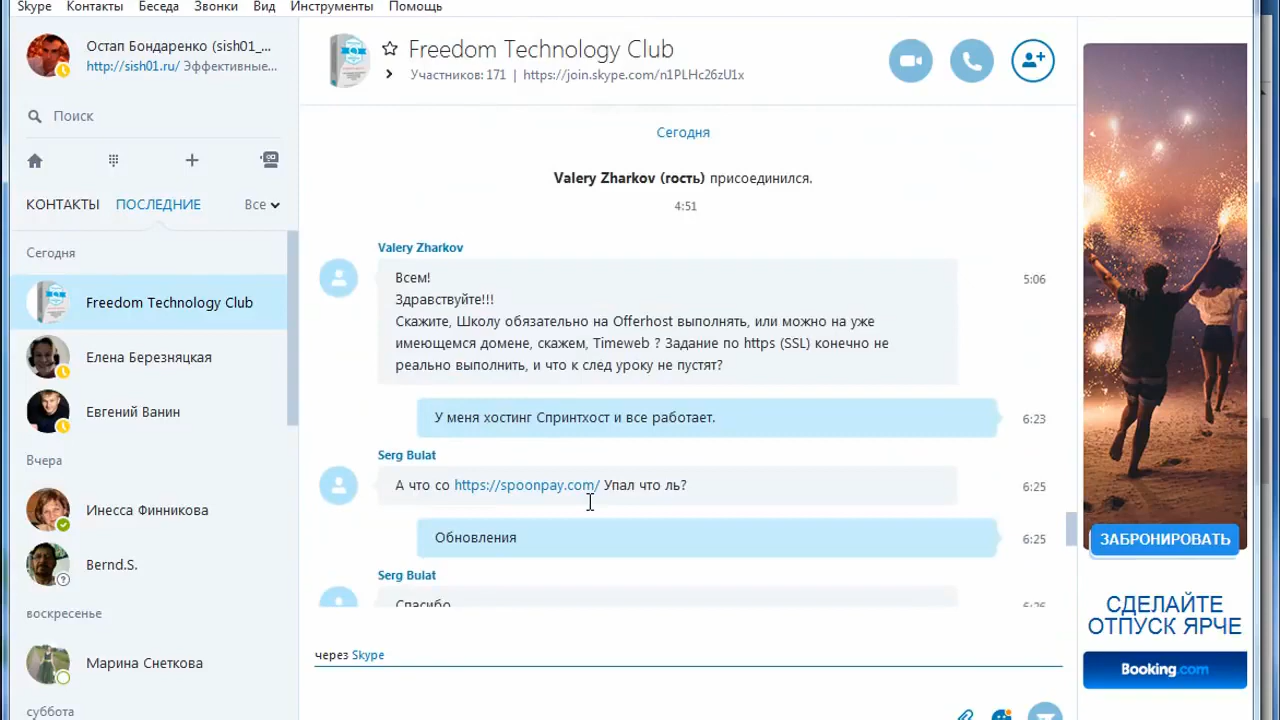 Skype Контакты Беседа Звонки Вид Инструменты Помощь
Остап Бондаренко (sish01_...
http://sish01.ru/ Эффективные...
Поиск
КОНТАКТЫ ПОСЛЕДНИЕ Все
Сегодня
Freedom Technology Club
Елена Березняцкая
Евгений Ванин
Вчера
Инесса Финникова
Bernd.S.
воскресенье
Марина Снеткова
суббота
Freedom Technology Club
Участников: 171 | https://join.skype.com/n1PLHc26zU1x
Сегодня
Valery Zharkov (гость) присоединился.
4:51
Valery Zharkov
Всем! 5:06
Здравствуйте!!!
Скажите, Школу обязательно на Offerhost выполнять, или можно на уже
имеющемся домене, скажем, Timeweb ? Задание по https (SSL) конечно не
реально выполнить, и что к след уроку не пустят?
У меня хостинг Спринтхост и все работает. 6:23
Serg Bulat
А что со https://spoonpay.com/ Упал что ль? 6:25
Обновления 6:25
Serg Bulat
Спасибо 6:26
через Skype
ЗАБРОНИРОВАТЬ
СДЕЛАЙТЕ
ОТПУСК ЯРЧЕ
Booking.com